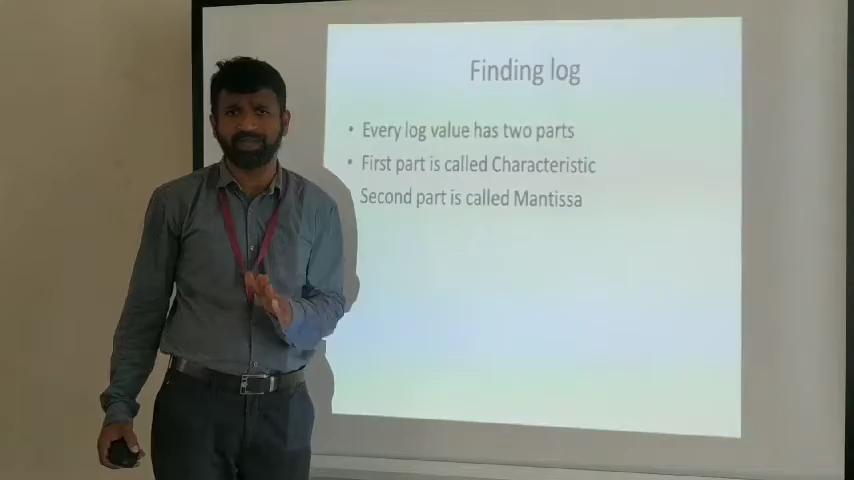 Finding log
• Every log value has two parts
• First part is called Characteristic
Second part is called Mantissa